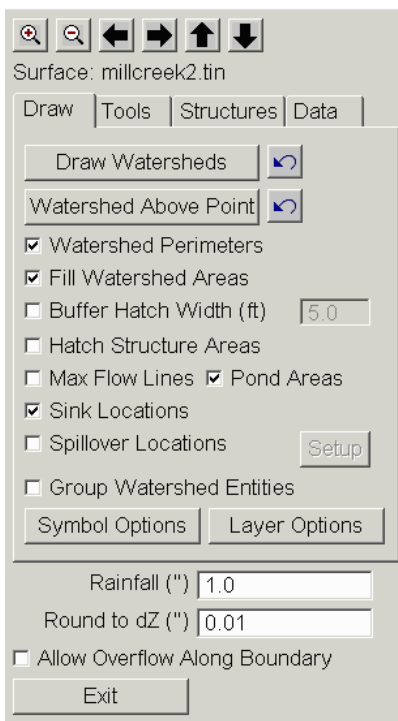 Surface: millcreek2.tin
Draw Tools Structures Data
Draw Watersheds
Watershed Above Point
Watershed Perimeters
Fill Watershed Areas
Buffer Hatch Width (ft) 5.0
Hatch Structure Areas
Max Flow Lines Pond Areas
Sink Locations
Spillover Locations Setup
Group Watershed Entities
Symbol Options Layer Options
Rainfall (") 1.0
Round to dZ (") 0.01
Allow Overflow Along Boundary
Exit